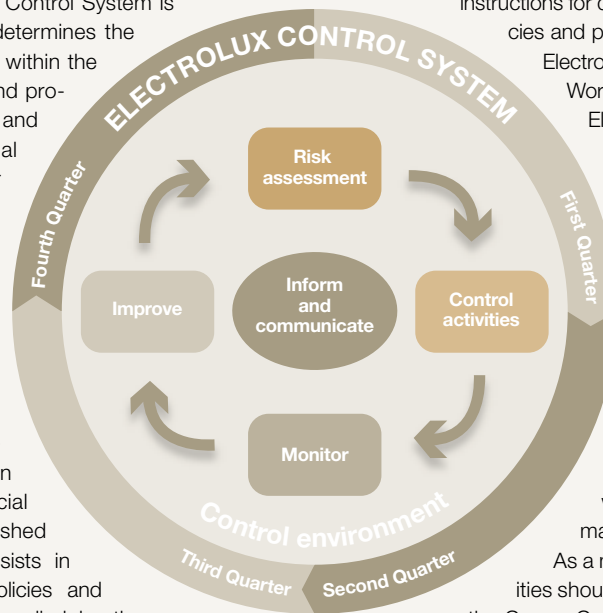 Control System is
determines the
within the
and pro-
and
instructions for
cies and
Electro
Wor
El
ELECTROLUX CONTROL SYSTEM
Fourth Quarter
First Quarter
Risk
assessment
Improve
Inform
and
communicate
Control
activities
Monitor
Control environment
Third Quarter
Second Quarter
n
cial
shed
sists in
olicies and
ma
As a
ities shou